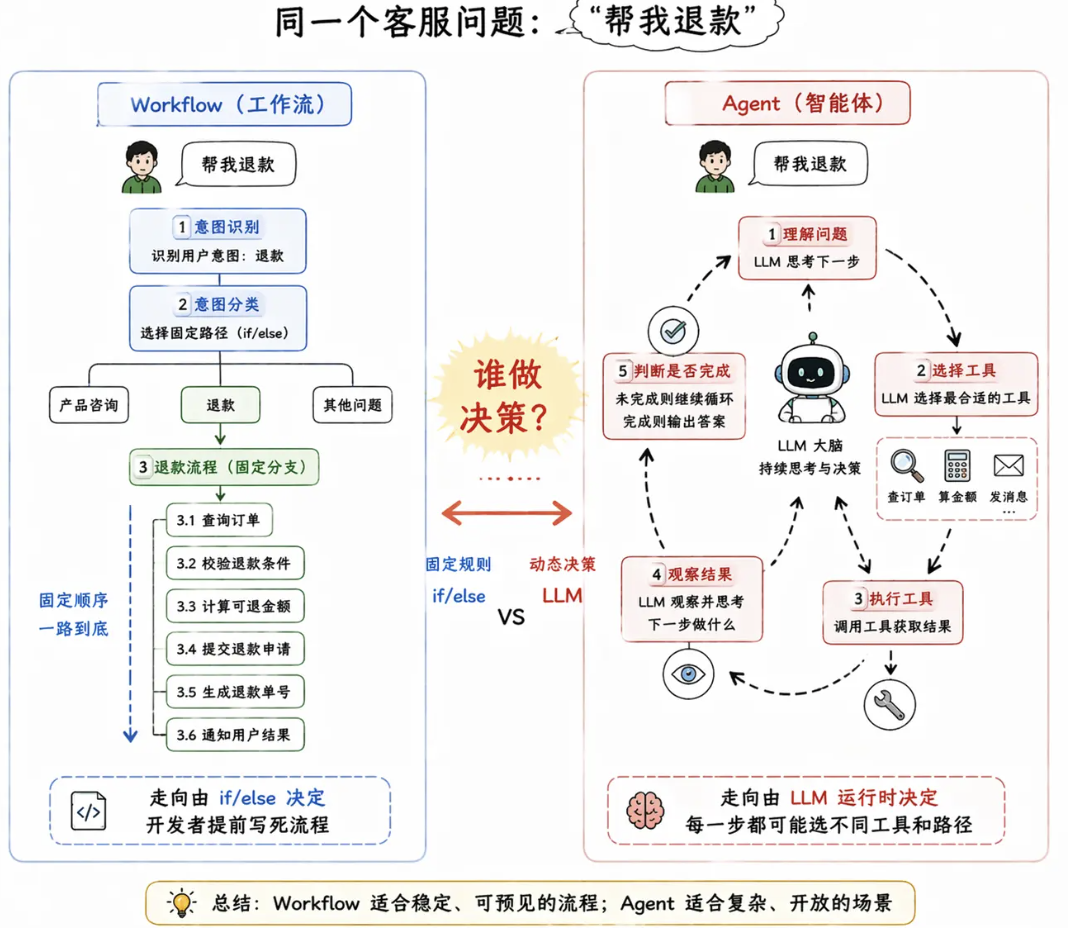 同一个客服问题：“帮我退款”
Workflow（工作流）
帮我退款
1 意图识别
识别用户意图：退款
2 意图分类
选择固定路径（if/else）
产品咨询
退款
其他问题
3 退款流程（固定分支）
3.1 查询订单
3.2 校验退款条件
3.3 计算可退金额
3.4 提交退款申请
3.5 生成退款单号
3.6 通知用户结果
固定顺序
一路到底
</>
走向由 if/else 决定
开发者提前写死流程
谁做
决策？
固定规则
if/else
VS
动态决策
LLM
Agent（智能体）
帮我退款
1 理解问题
LLM 思考下一步
2 选择工具
LLM 选择最合适的工具
查订单
算金额
发消息
...
3 执行工具
调用工具获取结果
4 观察结果
LLM 观察并思考
下一步做什么
5 判断是否完成
未完成则继续循环
完成则输出答案
LLM 大脑
持续思考与决策
走向由 LLM 运行时决定
每一步都可能选不同工具和路径
总结：Workflow 适合稳定、可预见的流程；Agent 适合复杂、开放的场景